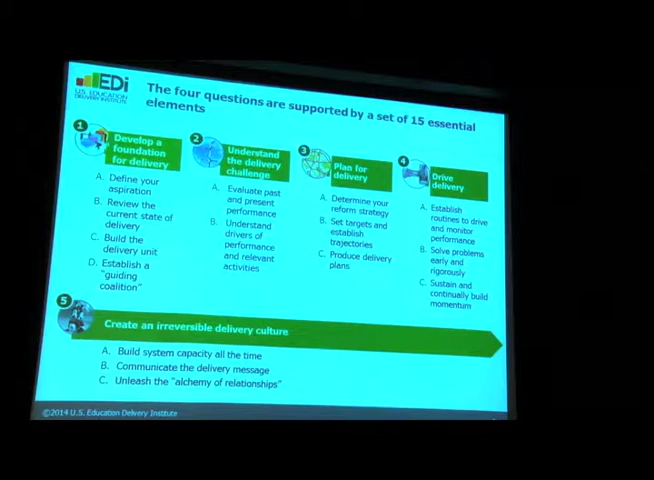 EDi
U.S. EDUCATION
DELIVERY INSTITUTE
The four questions are supported by a set of 15 essential
elements
1
Develop a
foundation
for delivery
A. Define your
aspiration
B. Review the
current state of
delivery
C. Build the
delivery unit
D. Establish a
"guiding
coalition"
2
Understand
the delivery
challenge
A. Evaluate past
and present
performance
B. Understand
drivers of
performance
and relevant
activities
3
Plan for
delivery
A. Determine your
reform strategy
B. Set targets and
establish
trajectories
C. Produce delivery
plans
4
Drive
delivery
A. Establish
routines to drive
and monitor
performance
B. Solve problems
early and
rigorously
C. Sustain and
continually build
momentum
5
Create an irreversible delivery culture
A. Build system capacity all the time
B. Communicate the delivery message
C. Unleash the "alchemy of relationships"
©2014 U.S. Education Delivery Institute